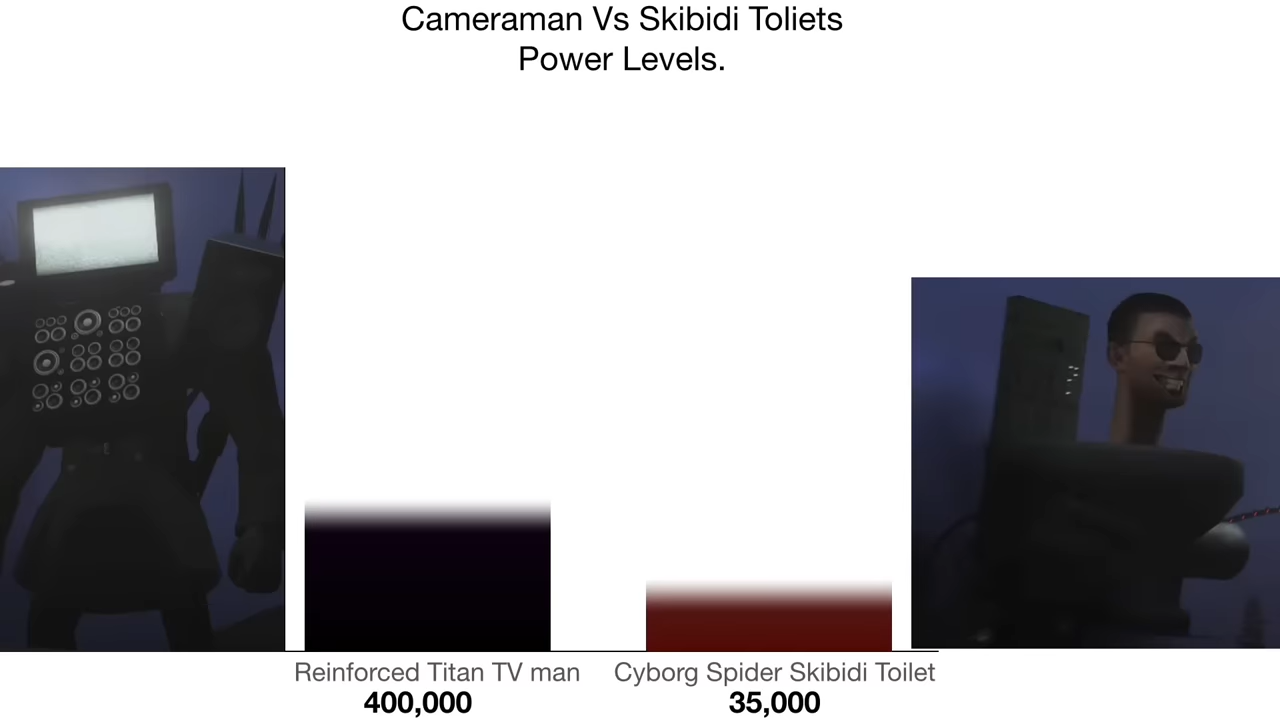 Cameraman Vs Skibidi Toliets
Power Levels.
Reinforced Titan TV man
400,000
Cyborg Spider Skibidi Toilet
35,000